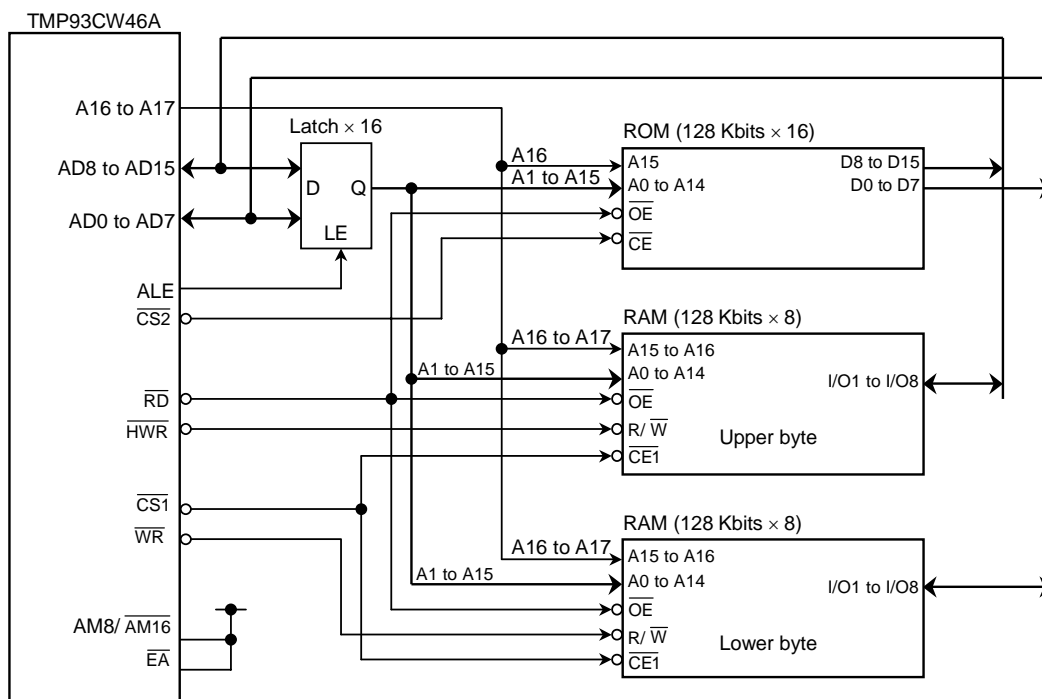 TMP93CW46A
A16 to A17
AD8 to AD15
AD0 to AD7
ALE
CS2
RD
HWR
CS1
WR
AM8/ AM16
EA
Latch × 16
D Q
LE
A16
A1 to A15
ROM (128 Kbits × 16)
A15
A0 to A14
OE
CE
D8 to D15
D0 to D7
A16 to A17
A1 to A15
RAM (128 Kbits × 8)
A15 to A16
A0 to A14
OE
R/ W
CE1
I/O1 to I/O8
Upper byte
A16 to A17
A1 to A15
RAM (128 Kbits × 8)
A15 to A16
A0 to A14
OE
R/ W
CE1
I/O1 to I/O8
Lower byte